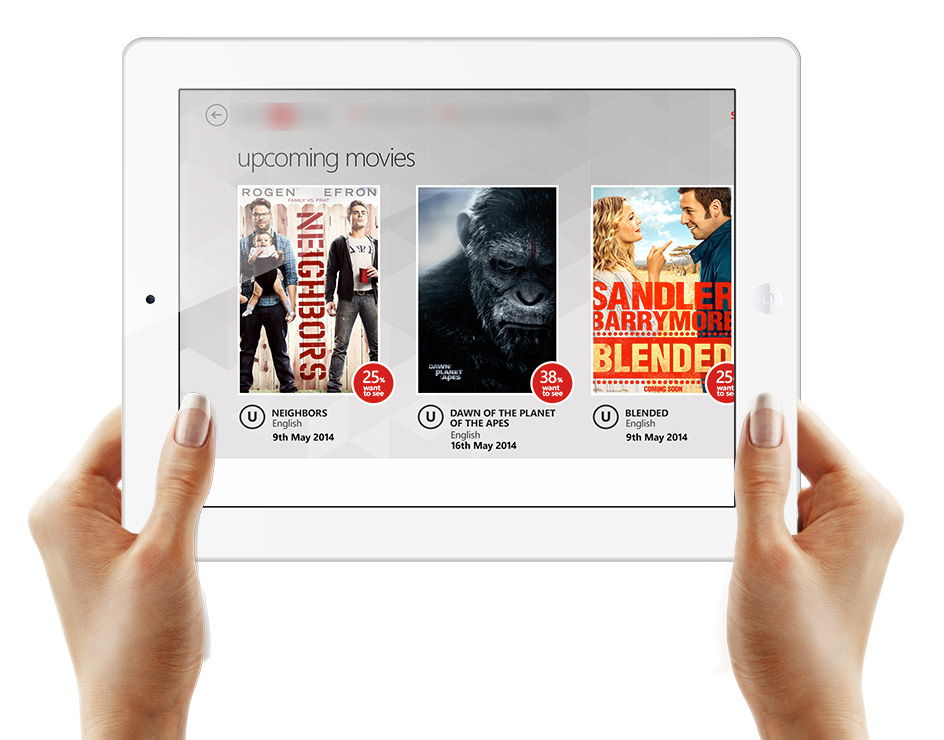 upcoming movies
ROGEN EFRON
FAMILY VS. FRAT
NEIGHBORS
25%
want
to see
U
NEIGHBORS
English
9th May 2014
DAWN OF THE
PLANET
OF THE
APES
38%
want
to see
U
DAWN OF THE PLANET
OF THE APES
English
16th May 2014
SANDLER
BARRYMORE
BLENDED
COMING SOON
25
want
to see
U
BLENDED
English
9th May 2014